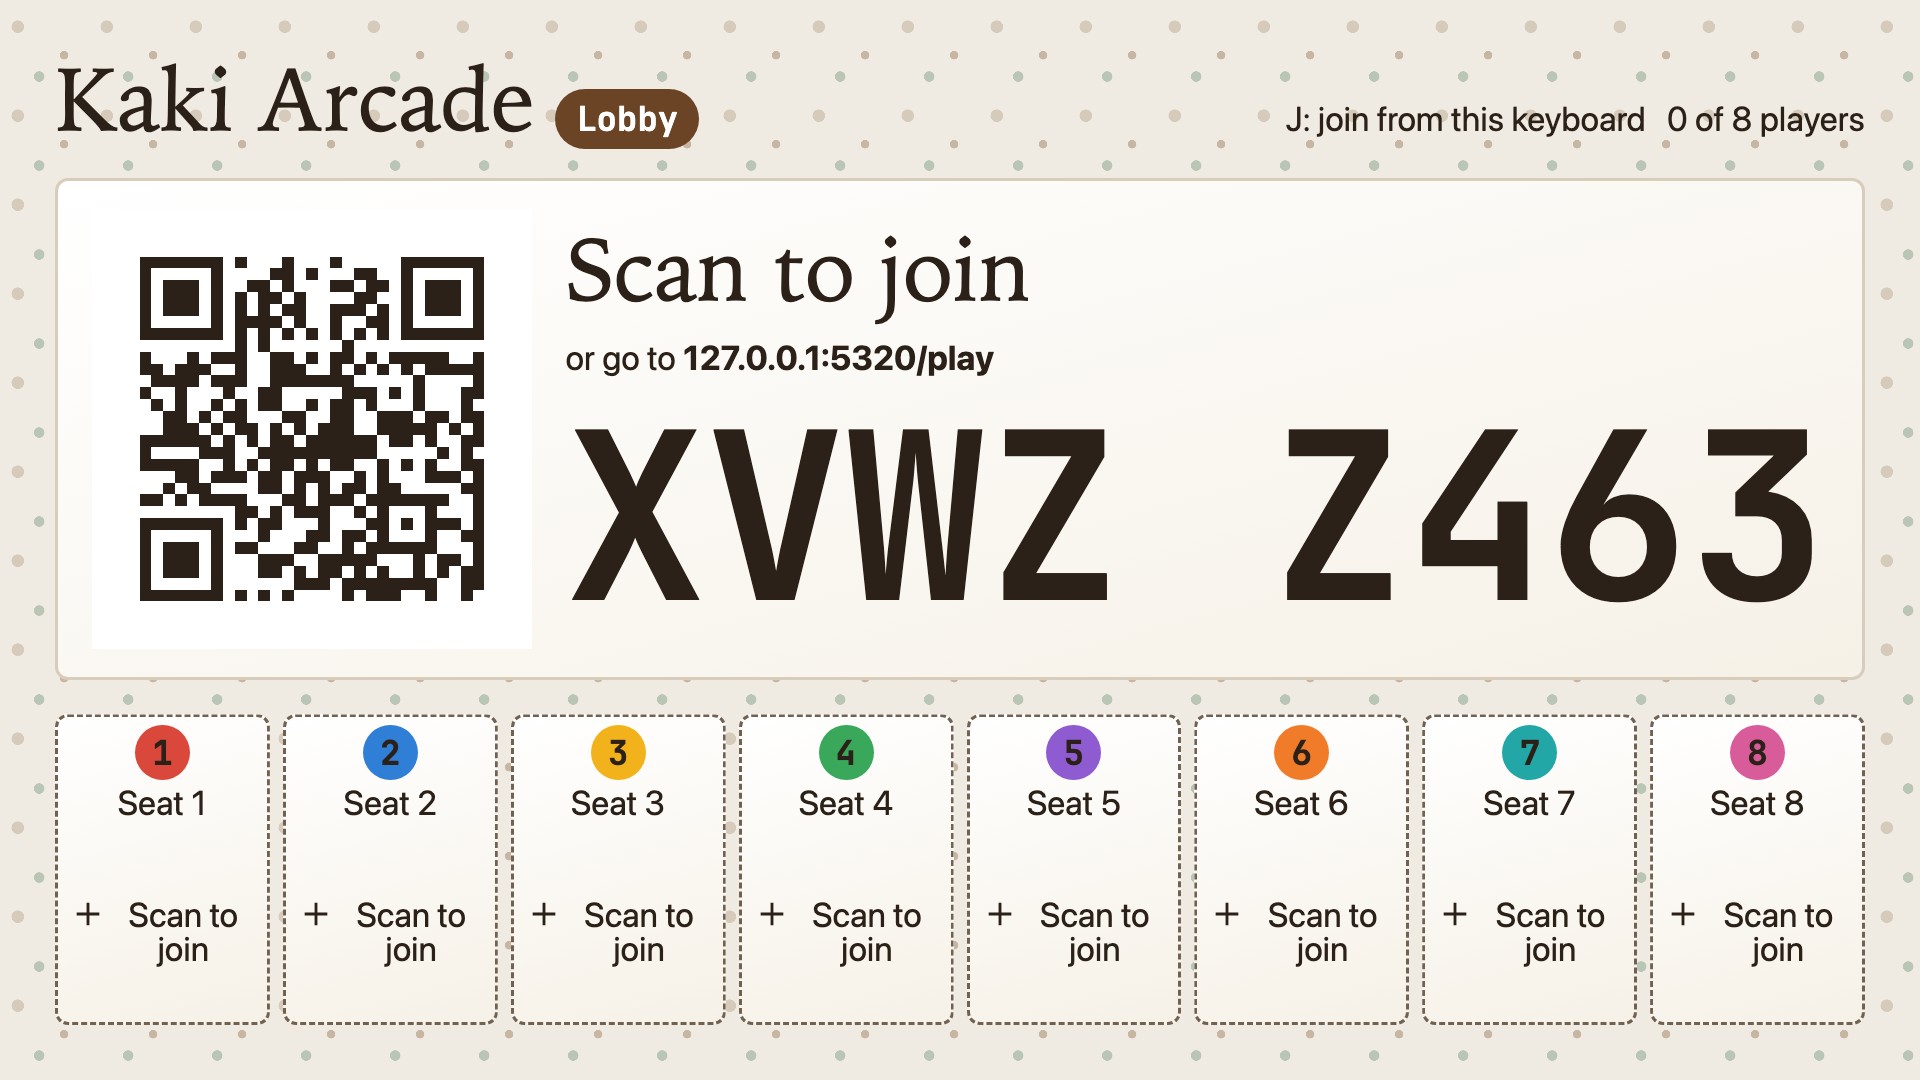 Kaki Arcade Lobby
J: join from this keyboard 0 of 8 players
Scan to join
or go to 127.0.0.1:5320/play
XVWZ Z463
1
Seat 1
+ Scan to
join
2
Seat 2
+ Scan to
join
3
Seat 3
+ Scan to
join
4
Seat 4
+ Scan to
join
5
Seat 5
+ Scan to
join
6
Seat 6
+ Scan to
join
7
Seat 7
+ Scan to
join
8
Seat 8
+ Scan to
join